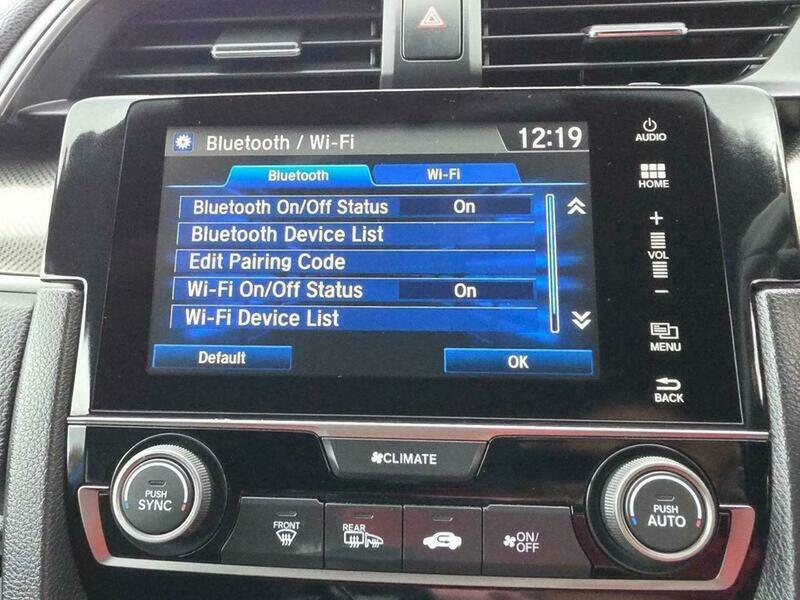 Bluetooth / Wi-Fi
12:19
Bluetooth
Wi-Fi
Bluetooth On/Off Status On
Bluetooth Device List
Edit Pairing Code
Wi-Fi On/Off Status On
Wi-Fi Device List
Default
OK
AUDIO
HOME
+
VOL
−
MENU
BACK
CLIMATE
PUSH
SYNC
FRONT
REAR
ON/
OFF
PUSH
AUTO